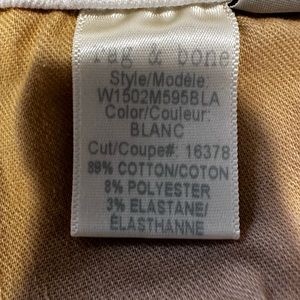 rag & bone
Style/Modèle:
W1502M595BLA
Color/Couleur:
BLANC
Cut/Coupe#: 16378
89% COTTON/COTON
8% POLYESTER
3% ELASTANE/
ÉLASTHANNE